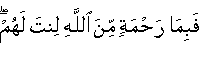 فَبِمَا رَحْمَةٍ مِّنَ ٱللَّهِ لِنتَ لَهُمْ ۖ